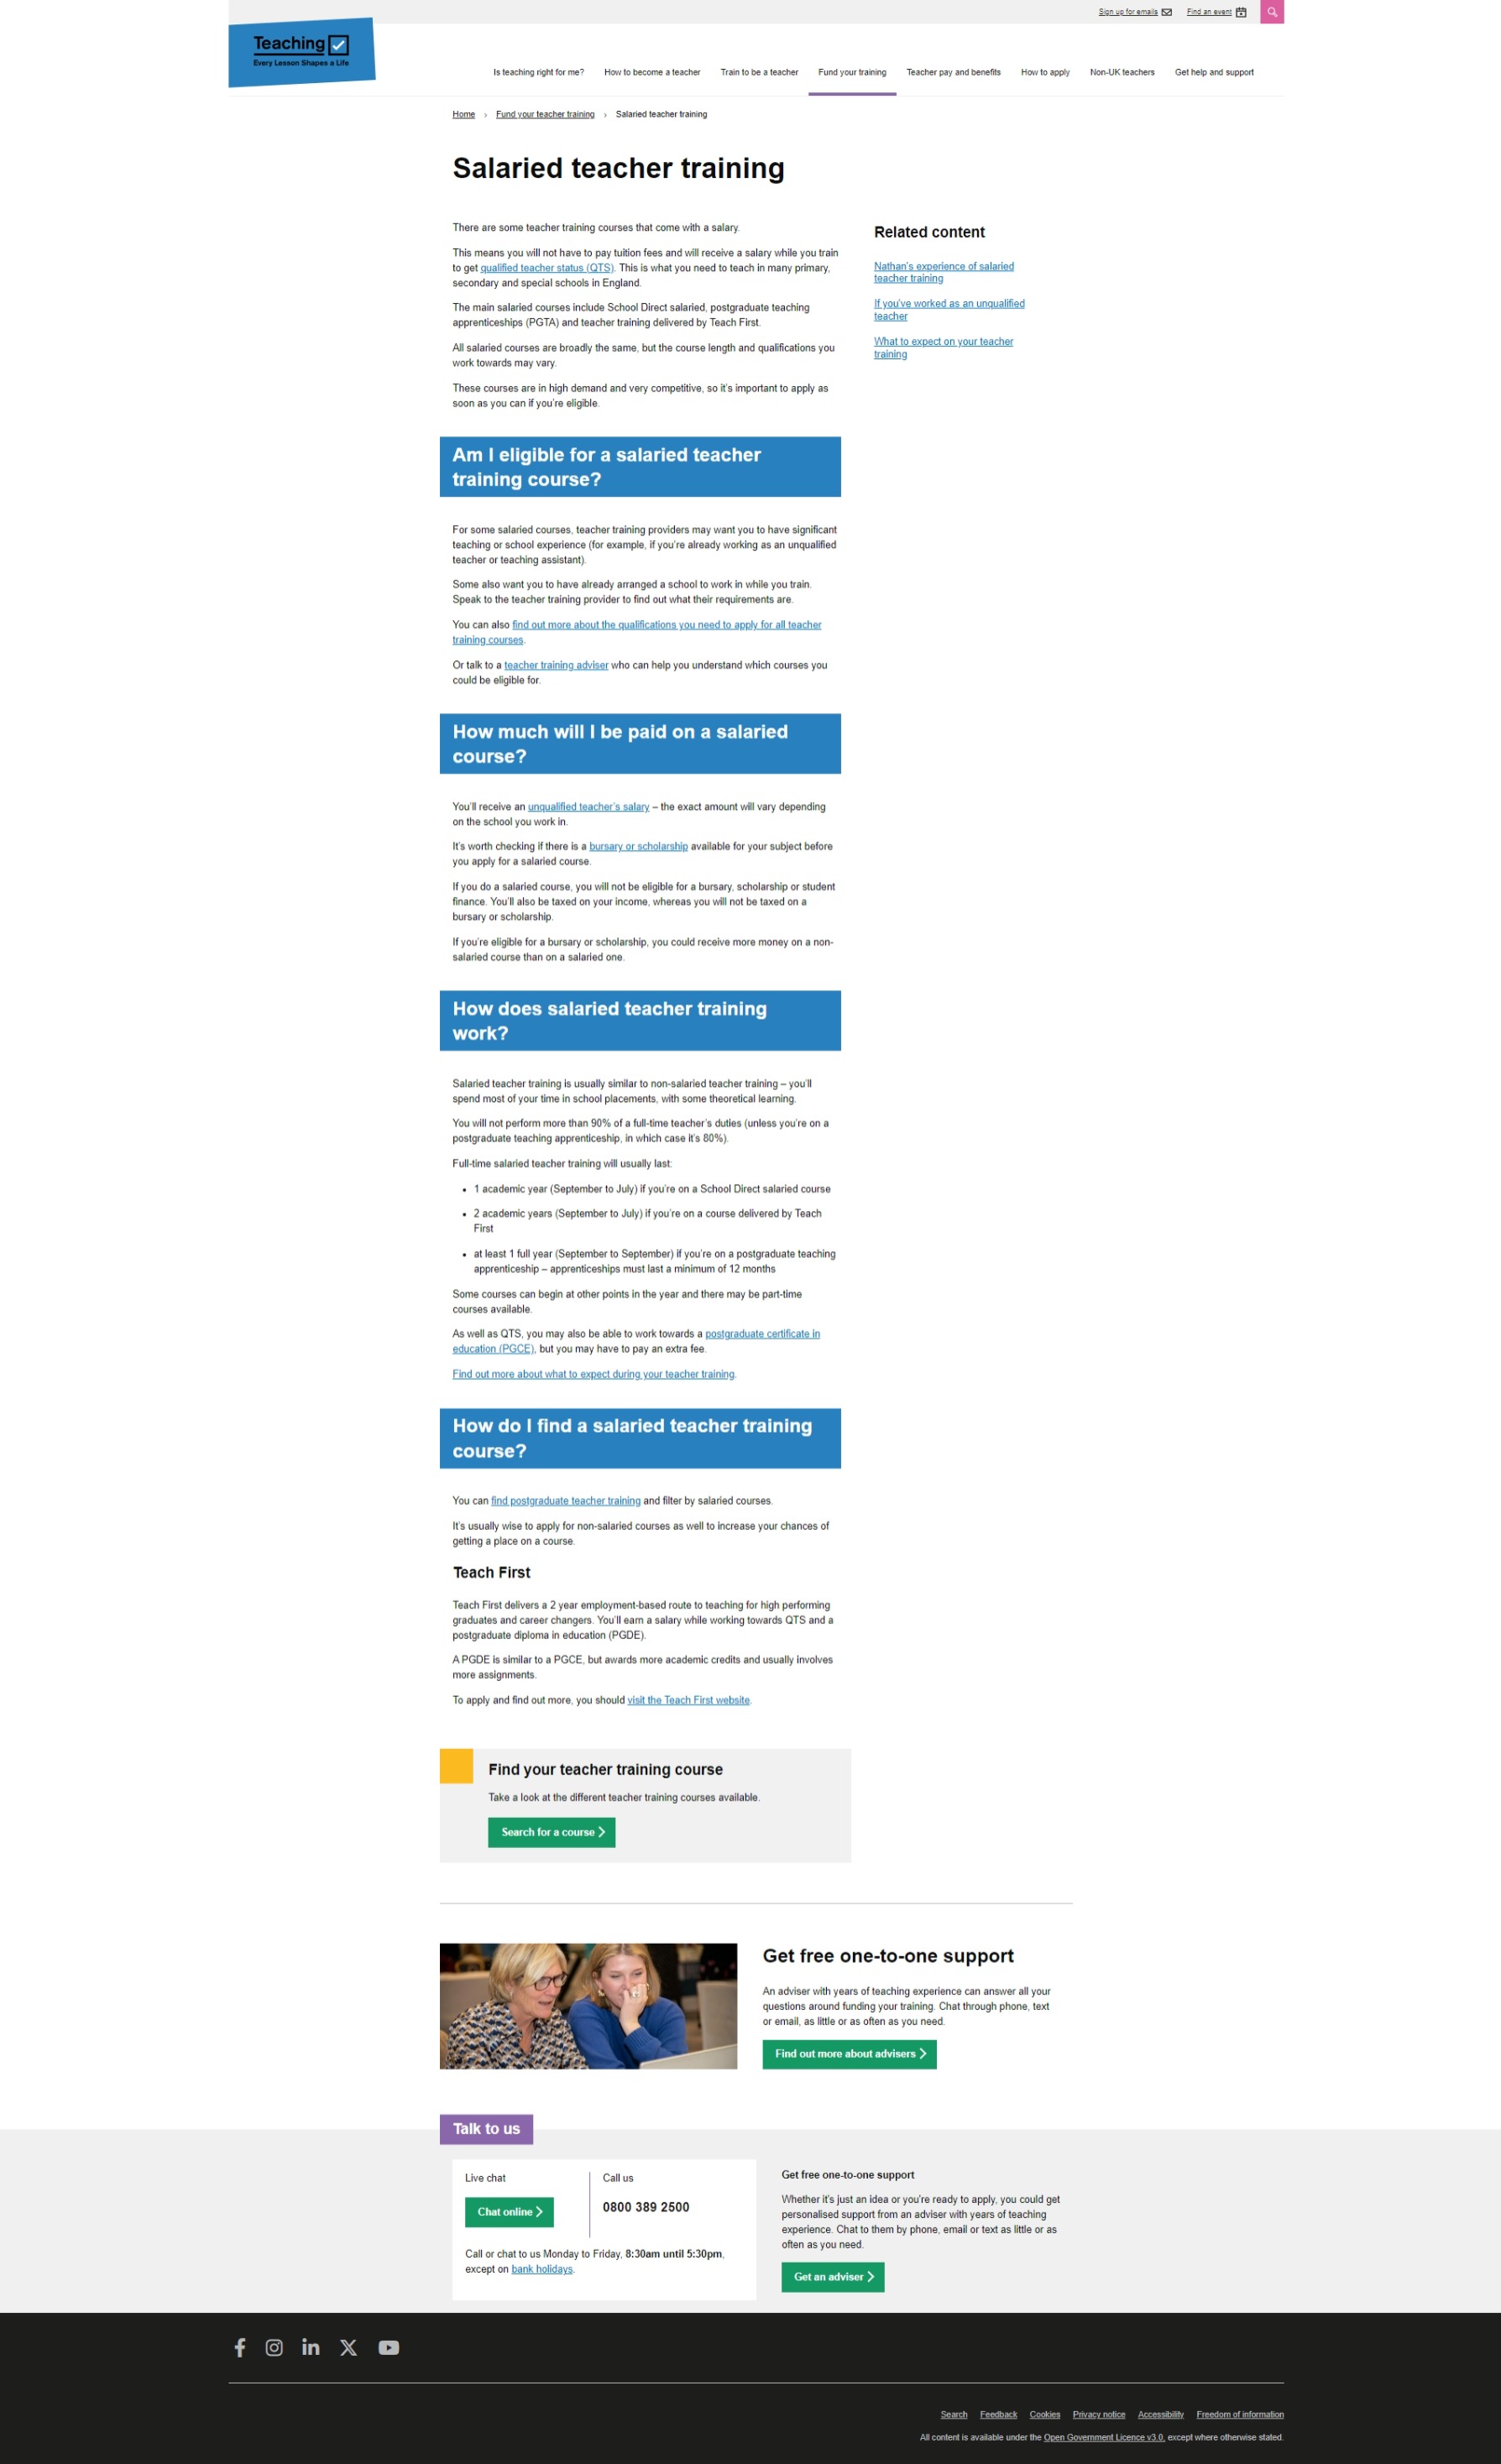 Sign up for emails
Find an event
Teaching
Every Lesson Shapes a Life
Is teaching right for me?
How to become a teacher
Train to be a teacher
Fund your training
Teacher pay and benefits
How to apply
Non-UK teachers
Get help and support
Home › Fund your teacher training › Salaried teacher training
Salaried teacher training
There are some teacher training courses that come with a salary.
This means you will not have to pay tuition fees and will receive a salary while you train
to get qualified teacher status (QTS). This is what you need to teach in many primary,
secondary and special schools in England.
The main salaried courses include School Direct salaried, postgraduate teaching
apprenticeships (PGTA) and teacher training delivered by Teach First.
All salaried courses are broadly the same, but the course length and qualifications you
work towards may vary.
These courses are in high demand and very competitive, so it's important to apply as
soon as you can if you're eligible.
Related content
Nathan's experience of salaried
teacher training
If you've worked as an unqualified
teacher
What to expect on your teacher
training
Am I eligible for a salaried teacher
training course?
For some salaried courses, teacher training providers may want you to have significant
teaching or school experience (for example, if you're already working as an unqualified
teacher or teaching assistant).
Some also want you to have already arranged a school to work in while you train.
Speak to the teacher training provider to find out what their requirements are.
You can also find out more about the qualifications you need to apply for all teacher
training courses.
Or talk to a teacher training adviser who can help you understand which courses you
could be eligible for.
How much will I be paid on a salaried
course?
You'll receive an unqualified teacher's salary – the exact amount will vary depending
on the school you work in.
It's worth checking if there is a bursary or scholarship available for your subject before
you apply for a salaried course.
If you do a salaried course, you will not be eligible for a bursary, scholarship or student
finance. You'll also be taxed on your income, whereas you will not be taxed on a
bursary or scholarship.
If you're eligible for a bursary or scholarship, you could receive more money on a non-
salaried course than on a salaried one.
How does salaried teacher training
work?
Salaried teacher training is usually similar to non-salaried teacher training – you'll
spend most of your time in school placements, with some theoretical learning.
You will not perform more than 90% of a full-time teacher's duties (unless you're on a
postgraduate teaching apprenticeship, in which case it's 80%).
Full-time salaried teacher training will usually last:
• 1 academic year (September to July) if you're on a School Direct salaried course
• 2 academic years (September to July) if you're on a course delivered by Teach
First
• at least 1 full year (September to September) if you're on a postgraduate teaching
apprenticeship – apprenticeships must last a minimum of 12 months
Some courses can begin at other points in the year and there may be part-time
courses available.
As well as QTS, you may also be able to work towards a postgraduate certificate in
education (PGCE), but you may have to pay an extra fee.
Find out more about what to expect during your teacher training.
How do I find a salaried teacher training
course?
You can find postgraduate teacher training and filter by salaried courses.
It's usually wise to apply for non-salaried courses as well to increase your chances of
getting a place on a course.
Teach First
Teach First delivers a 2 year employment-based route to teaching for high performing
graduates and career changers. You'll earn a salary while working towards QTS and a
postgraduate diploma in education (PGDE).
A PGDE is similar to a PGCE, but awards more academic credits and usually involves
more assignments.
To apply and find out more, you should visit the Teach First website.
Find your teacher training course
Take a look at the different teacher training courses available.
Search for a course
Get free one-to-one support
An adviser with years of teaching experience can answer all your
questions around funding your training. Chat through phone, text
or email, as little or as often as you need.
Find out more about advisers
Talk to us
Live chat
Chat online
Call us
0800 389 2500
Call or chat to us Monday to Friday, 8:30am until 5:30pm,
except on bank holidays.
Get free one-to-one support
Whether it's just an idea or you're ready to apply, you could get
personalised support from an adviser with years of teaching
experience. Chat to them by phone, email or text as little or as
often as you need.
Get an adviser
Search
Feedback
Cookies
Privacy notice
Accessibility
Freedom of information
All content is available under the Open Government Licence v3.0, except where otherwise stated.